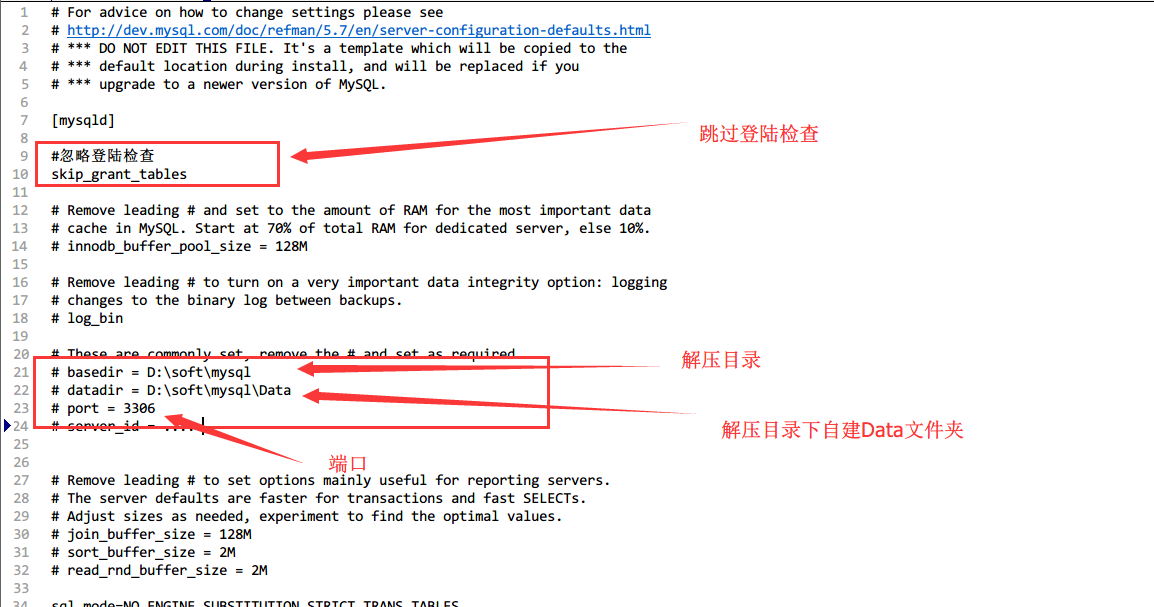 1 # For advice on how to change settings please see
2 # http://dev.mysql.com/doc/refman/5.7/en/server-configuration-defaults.html
3 # *** DO NOT EDIT THIS FILE. It's a template which will be copied to the
4 # *** default location during install, and will be replaced if you
5 # *** upgrade to a newer version of MySQL.
6
7 [mysqld]
8
跳过登陆检查
9 #忽略登陆检查
10 skip_grant_tables
11
12 # Remove leading # and set to the amount of RAM for the most important data
13 # cache in MySQL. Start at 70% of total RAM for dedicated server, else 10%.
14 # innodb_buffer_pool_size = 128M
15
16 # Remove leading # to turn on a very important data integrity option: logging
17 # changes to the binary log between backups.
18 # log_bin
19
20 # These are commonly set, remove the # and set as required.
解压目录
21 # basedir = D:\soft\mysql
22 # datadir = D:\soft\mysql\Data
23 # port = 3306
24 # server_id = .....
解压目录下自建Data文件夹
25
26
端口
27 # Remove leading # to set options mainly useful for reporting servers.
28 # The server defaults are faster for transactions and fast SELECTs.
29 # Adjust sizes as needed, experiment to find the optimal values.
30 # join_buffer_size = 128M
31 # sort_buffer_size = 2M
32 # read_rnd_buffer_size = 2M
33
34 sql_mode=NO_ENGINE_SUBSTITUTION,STRICT_TRANS_TABLES